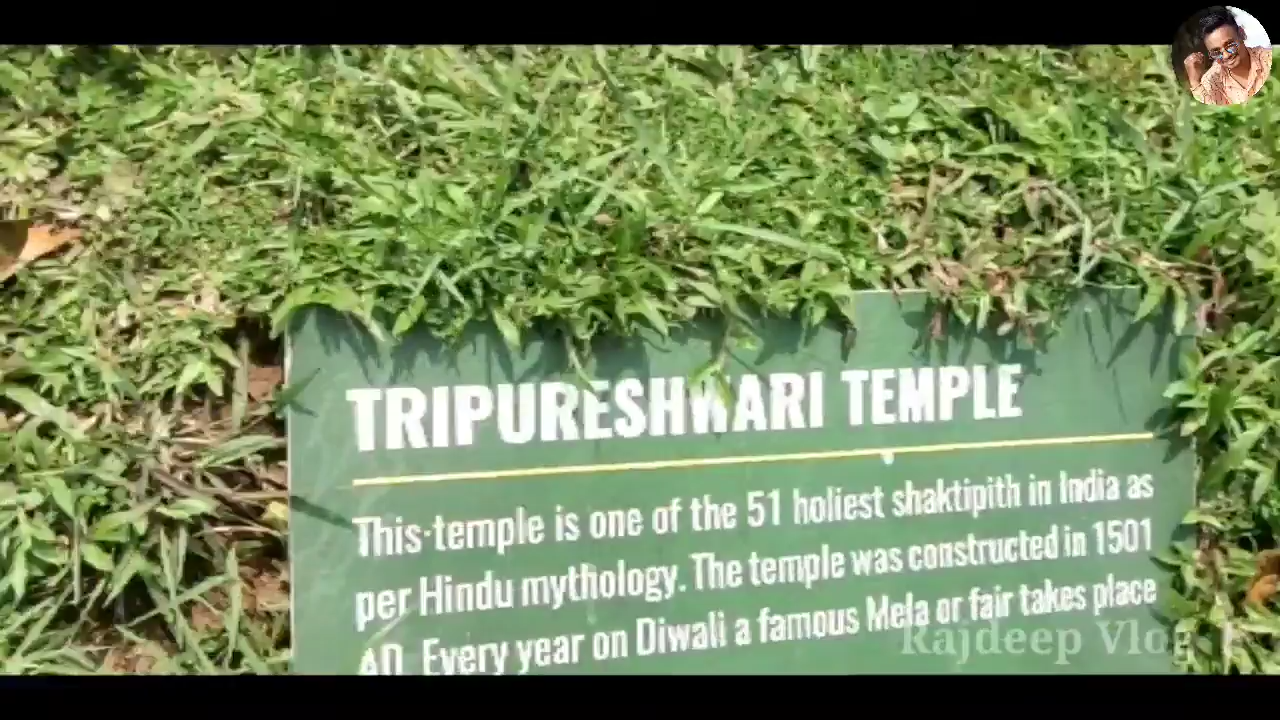 TRIPURESHWARI TEMPLE
This temple is one of the 51 holiest shaktipith in India as
per Hindu mythology. The temple was constructed in 1501
AD. Every year on Diwali a famous Mela or fair takes place
Rajdeep Vlog